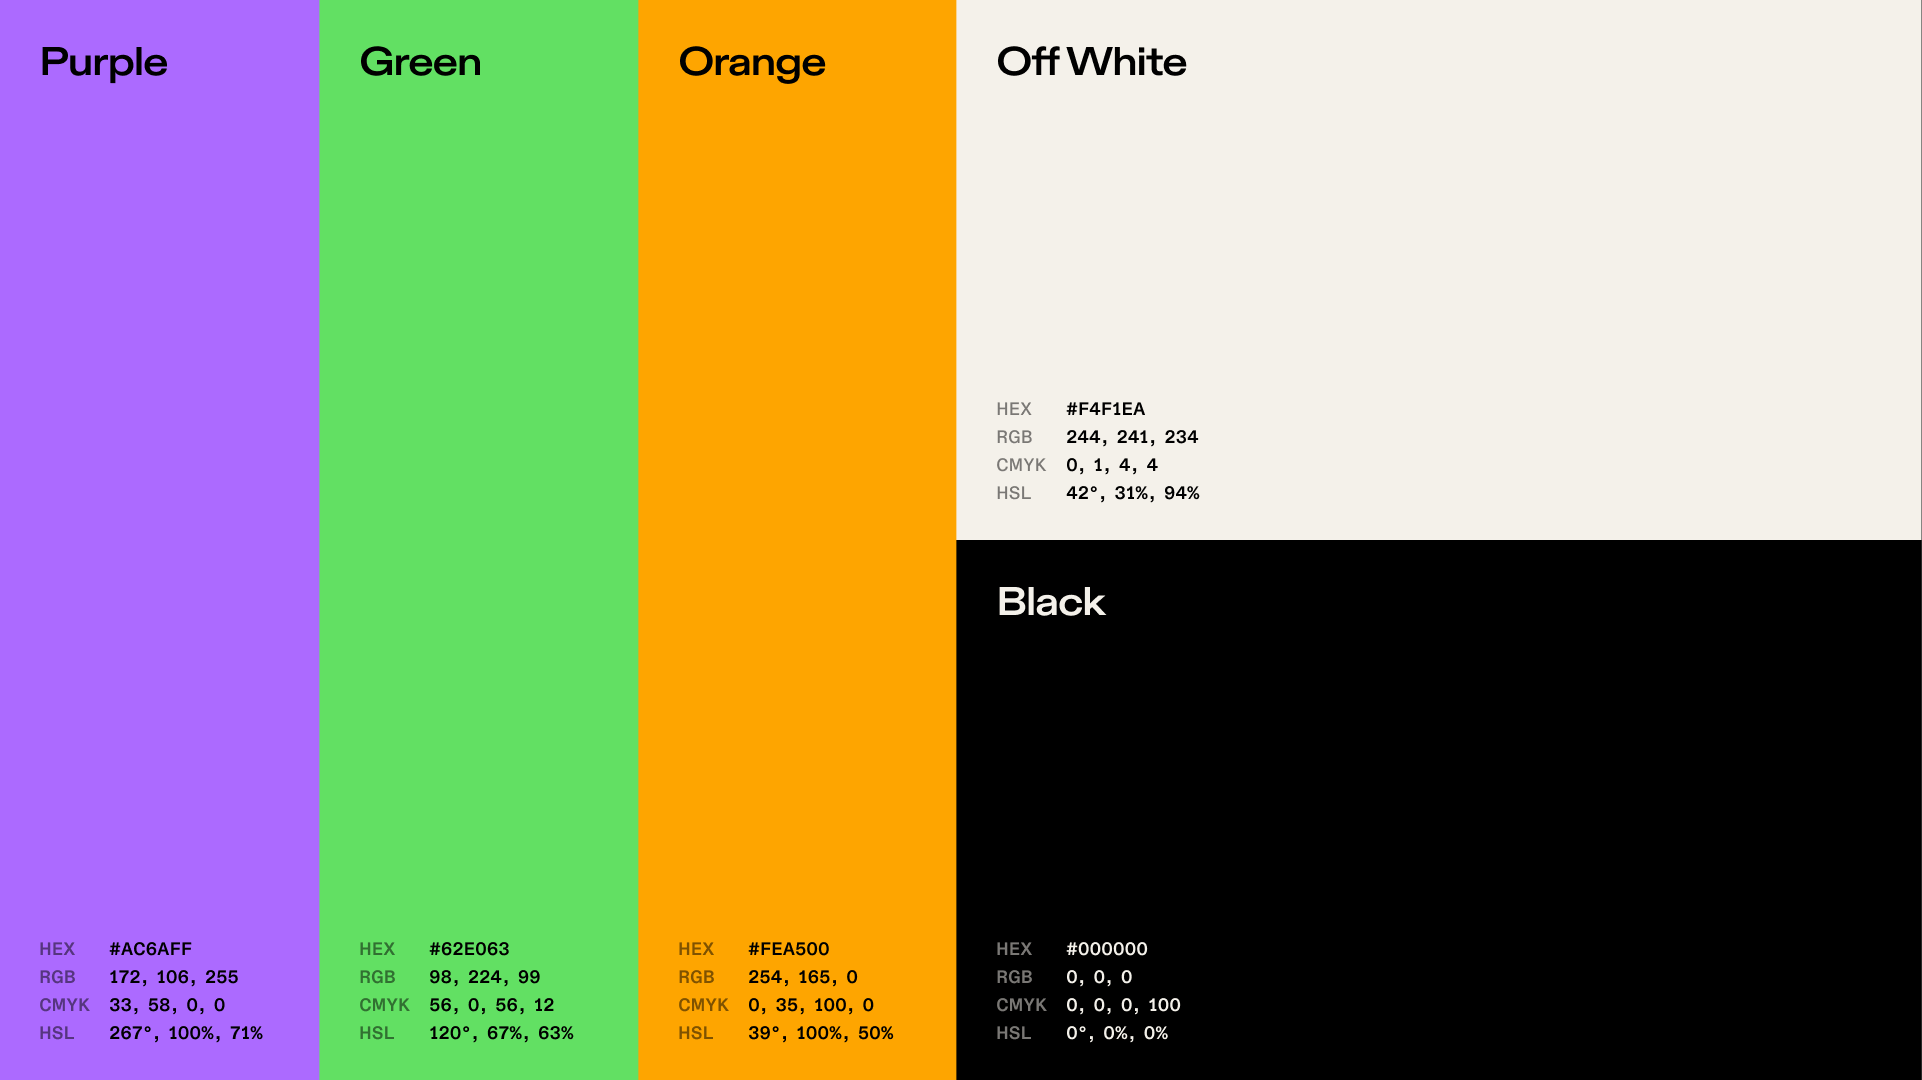 Purple
HEX #AC6AFF
RGB 172, 106, 255
CMYK 33, 58, 0, 0
HSL 267°, 100%, 71%
Green
HEX #62E063
RGB 98, 224, 99
CMYK 56, 0, 56, 12
HSL 120°, 67%, 63%
Orange
HEX #FEA500
RGB 254, 165, 0
CMYK 0, 35, 100, 0
HSL 39°, 100%, 50%
Off White
HEX #F4F1EA
RGB 244, 241, 234
CMYK 0, 1, 4, 4
HSL 42°, 31%, 94%
Black
HEX #000000
RGB 0, 0, 0
CMYK 0, 0, 0, 100
HSL 0°, 0%, 0%